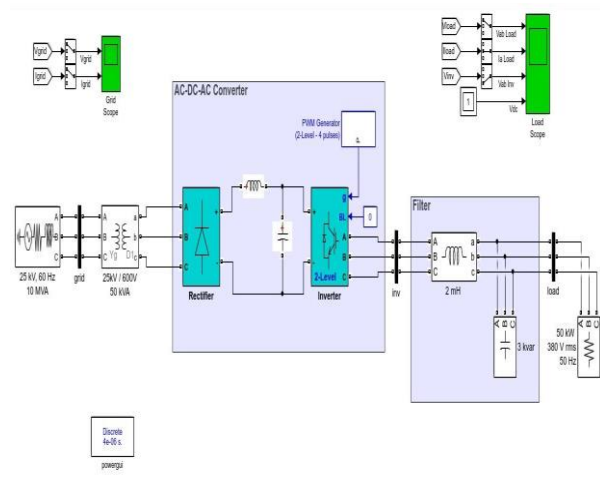 Vgrid
Igrid
Vgrid
Igrid
Grid
Scope
Iload
Vinv
1
Vab Load
Ia Load
Vab Inv
Vdc
Load
Scope
AC-DC-AC Converter
PWM Generator
(2-Level - 4 pulses)
P
g
BL
0
A
B
C
25 kV, 60 Hz
10 MVA
grid
A
B
C
a
b
c
Yg
25kV / 600V
50 kVA
A
B
C
+
-
Rectifier
+
+
-
A
B
C
2-Level
Inverter
inv
Filter
A
B
C
a
b
c
2 mH
A
B
C
3 kvar
load
A
B
C
50 kW
380 V rms
50 Hz
Discrete
4e-06 s.
powergui